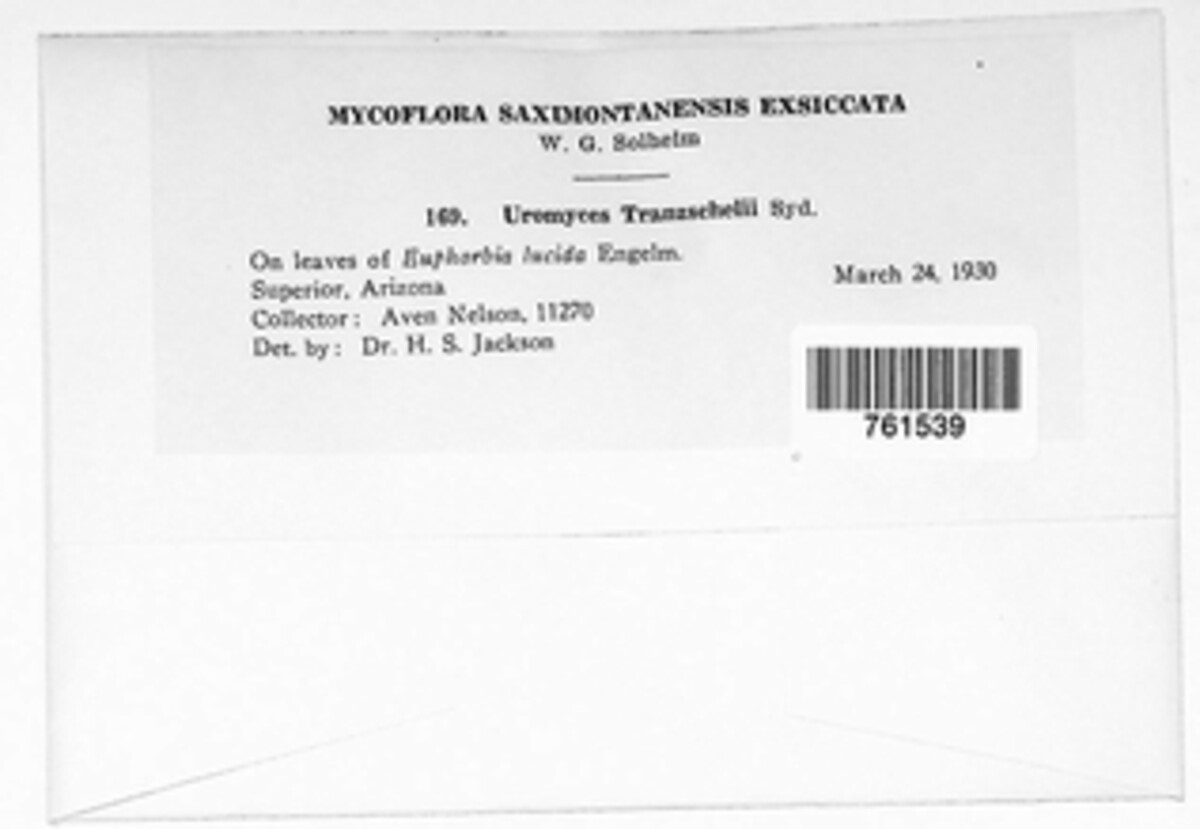 MYCOFLORA SAXIMONTANENSIS EXSICCATA
W. G. Solheim
169. Uromyces Tranzschelii Syd.
On leaves of Euphorbia lucida Engelm.
Superior, Arizona
March 24, 1930
Collector: Aven Nelson, 11270
Det. by: Dr. H. S. Jackson
761539